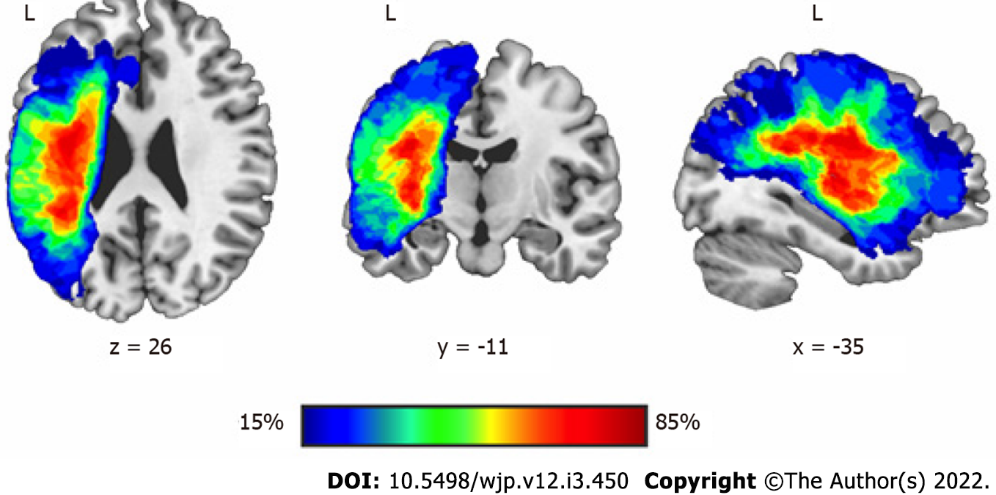 L L L
z = 26 y = -11 x = -35
15% 85%
DOI: 10.5498/wjp.v12.i3.450 Copyright ©The Author(s) 2022.